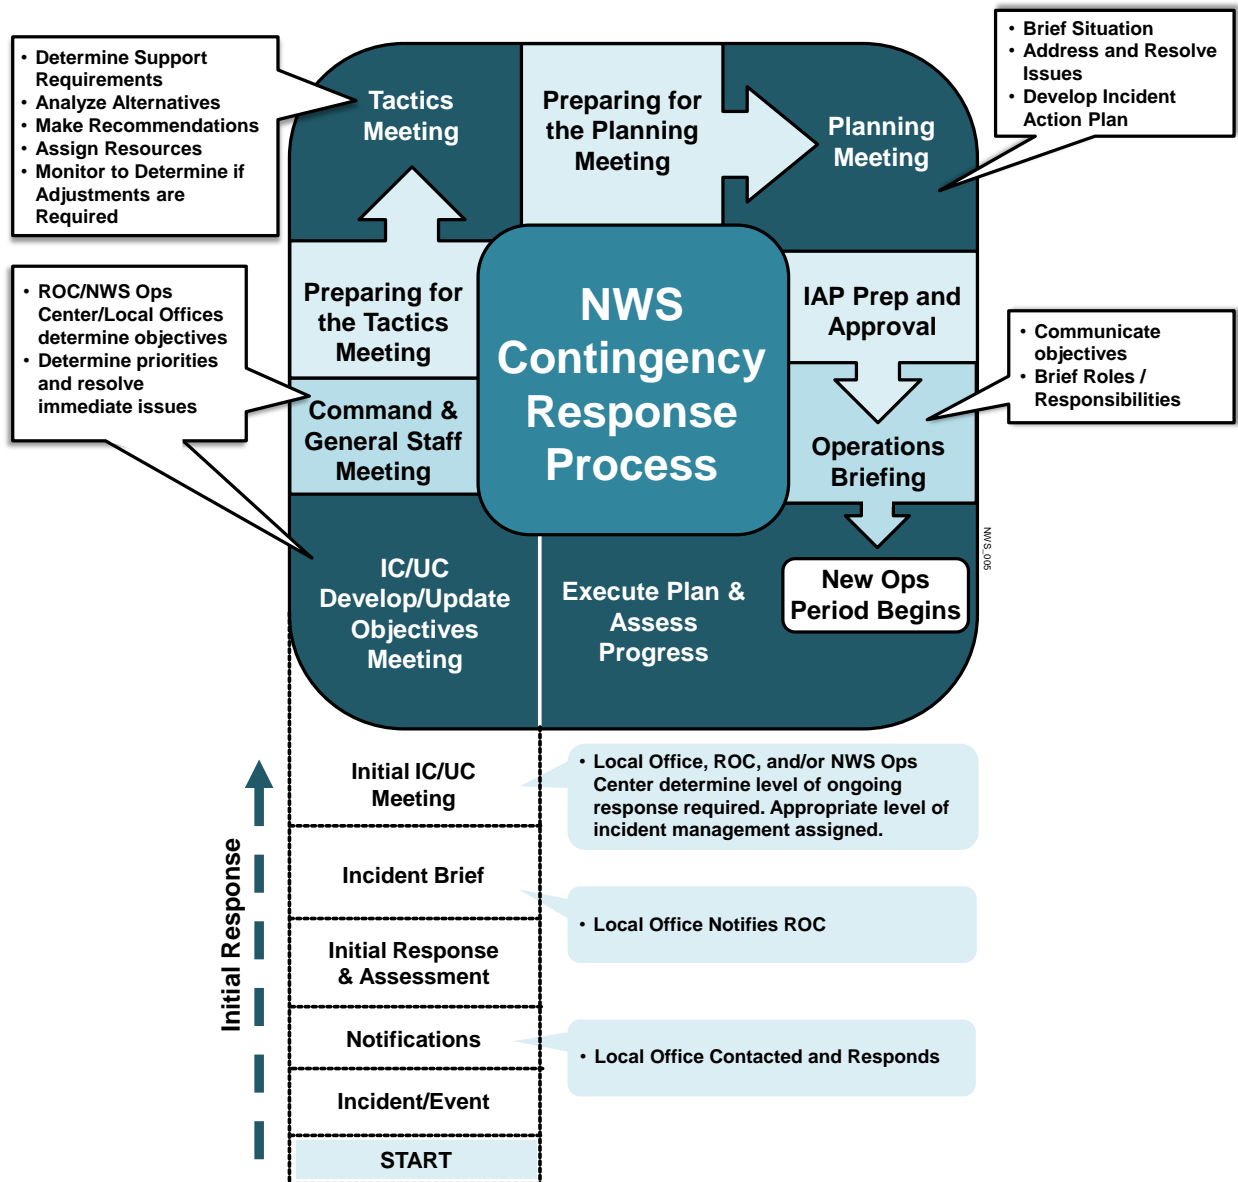 • Determine Support
Requirements
• Analyze Alternatives
• Make Recommendations
• Assign Resources
• Monitor to Determine if
Adjustments are
Required
Tactics
Meeting
Preparing for
the Planning
Meeting
Planning
Meeting
• Brief Situation
• Address and Resolve
Issues
• Develop Incident
Action Plan
• ROC/NWS Ops
Center/Local Offices
determine objectives
• Determine priorities
and resolve
immediate issues
Preparing for
the Tactics
Meeting
Command &
General Staff
Meeting
NWS
Contingency
Response
Process
IAP Prep and
Approval
Operations
Briefing
• Communicate
objectives
• Brief Roles /
Responsibilities
NWS_005
IC/UC
Develop/Update
Objectives
Meeting
Execute Plan &
Assess
Progress
New Ops
Period Begins
Initial Response
Initial IC/UC
Meeting
• Local Office, ROC, and/or NWS Ops
Center determine level of ongoing
response required. Appropriate level of
incident management assigned.
Incident Brief
• Local Office Notifies ROC
Initial Response
& Assessment
Notifications
• Local Office Contacted and Responds
Incident/Event
START